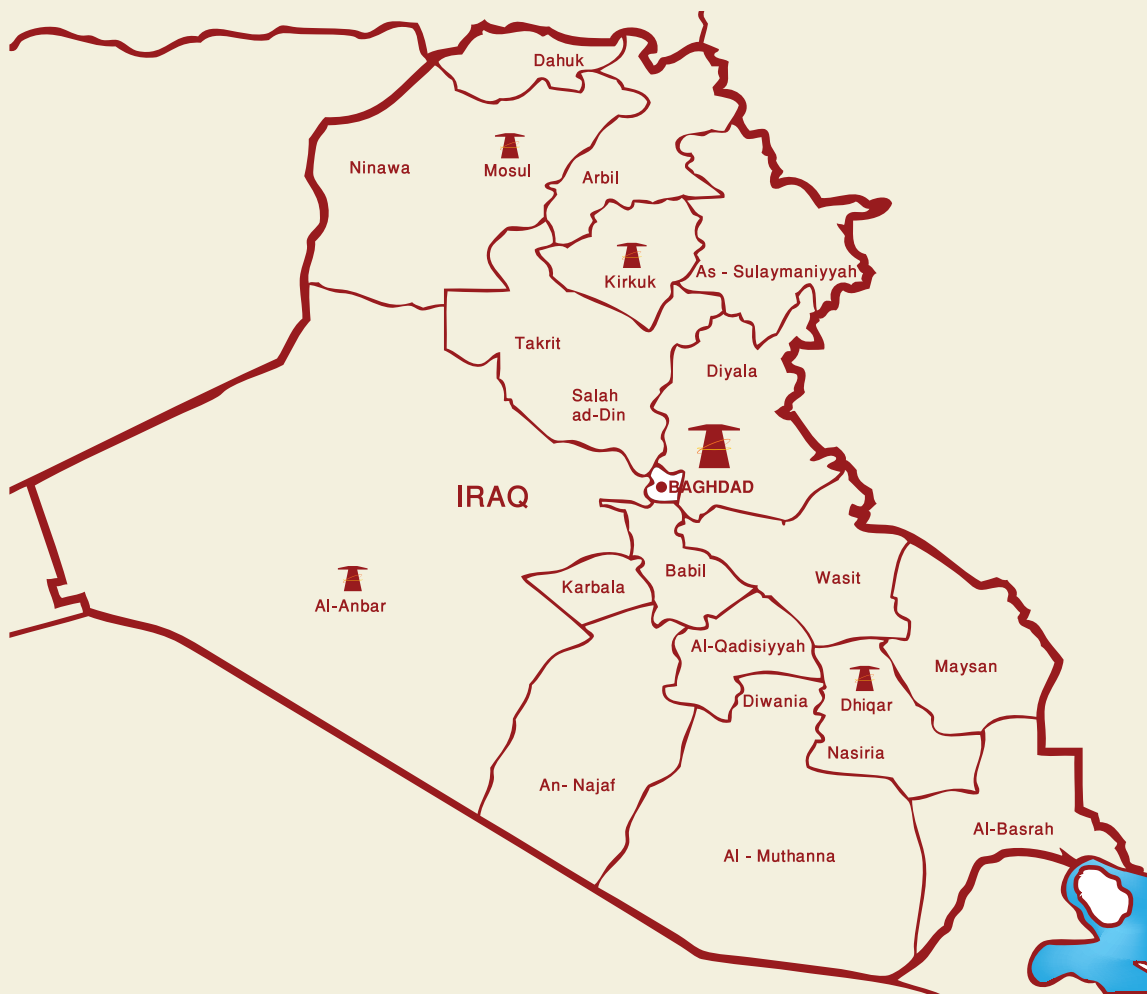 Dahuk
Ninawa
Mosul
Arbil
Kirkuk
As - Sulaymaniyyah
Takrit
Diyala
Salah
ad-Din
BAGHDAD
IRAQ
Al-Anbar
Karbala
Babil
Wasit
Al-Qadisiyyah
Maysan
Diwania
Dhiqar
Nasiria
An- Najaf
Al-Basrah
Al - Muthanna